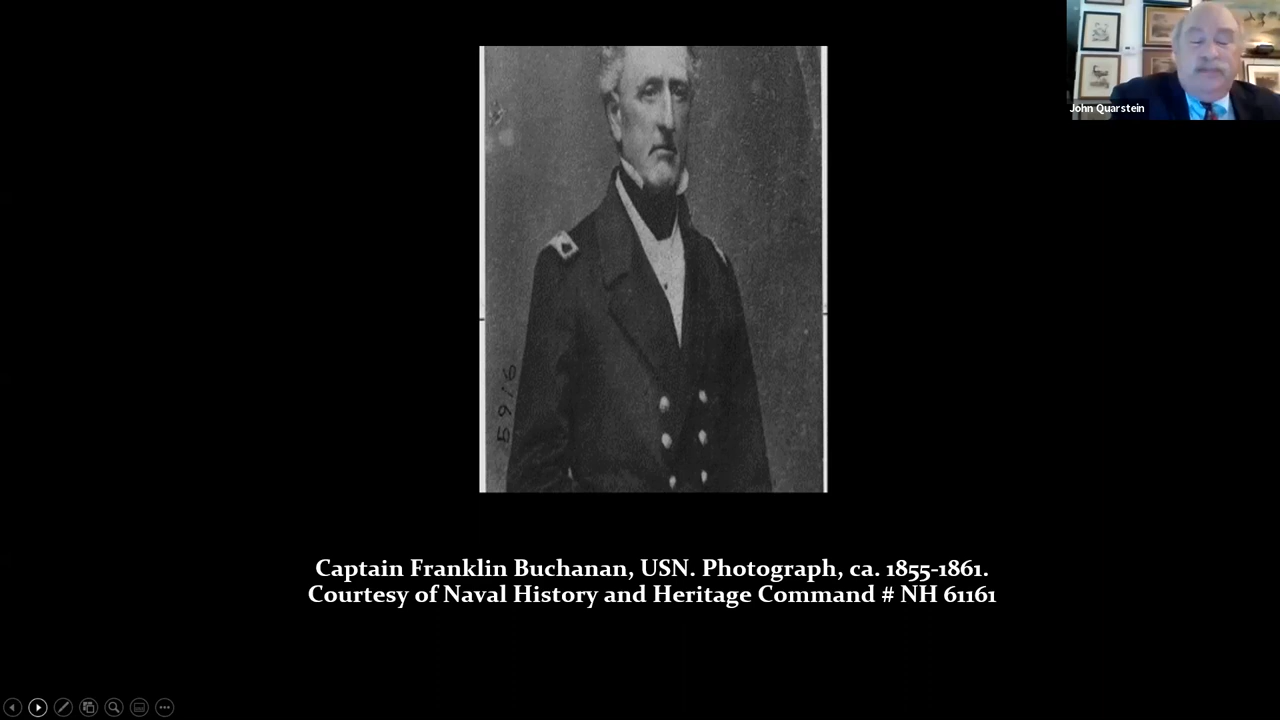 John Quarstein
5916
Captain Franklin Buchanan, USN. Photograph, ca. 1855-1861.
Courtesy of Naval History and Heritage Command # NH 61161